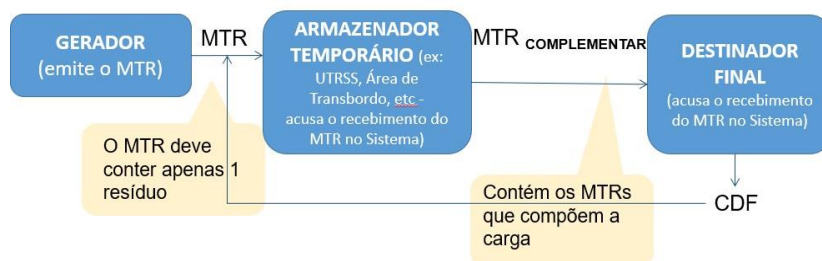 GERADOR
(emite o MTR)
MTR
ARMAZENADOR
TEMPORÁRIO (ex:
UTRSS, Área de
Transbordo, etc -
acusa o recebimento do
MTR no Sistema)
MTR COMPLEMENTAR
DESTINADOR
FINAL
(acusa o recebimento
do MTR no Sistema)
O MTR deve
conter apenas 1
resíduo
Contém os MTRs
que compõem a
carga
CDF